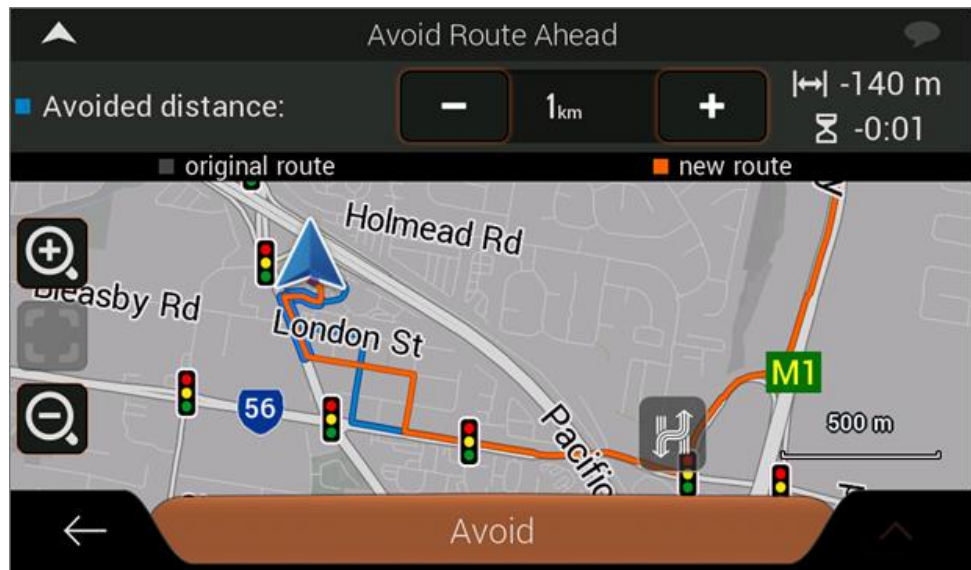 Avoid Route Ahead
Avoided distance:
1km
-140 m
-0:01
original route
new route
Holmead Rd
Bleasby Rd
London St
M1
56
500 m
Pacific
Avoid